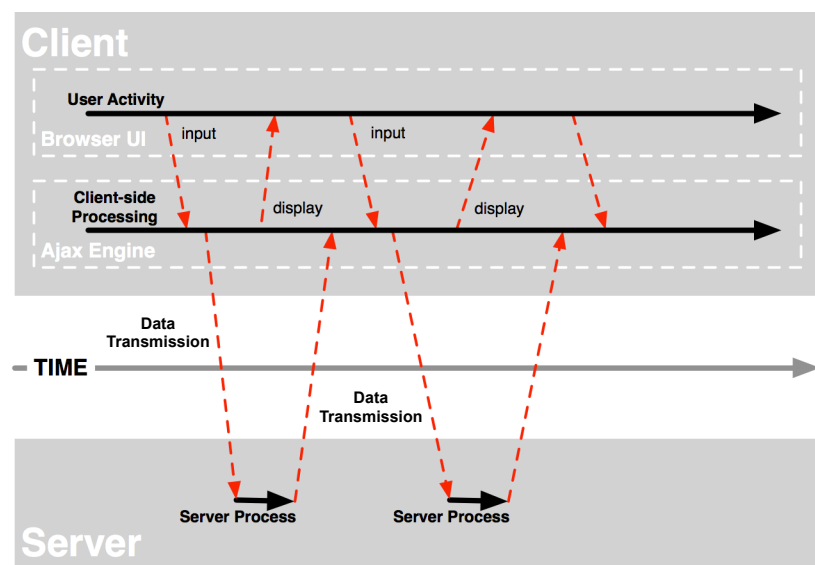 Client
User Activity
input
input
Browser UI
Client-side
Processing
display
display
Ajax Engine
Data
Transmission
TIME
Data
Transmission
Server Process
Server Process
Server